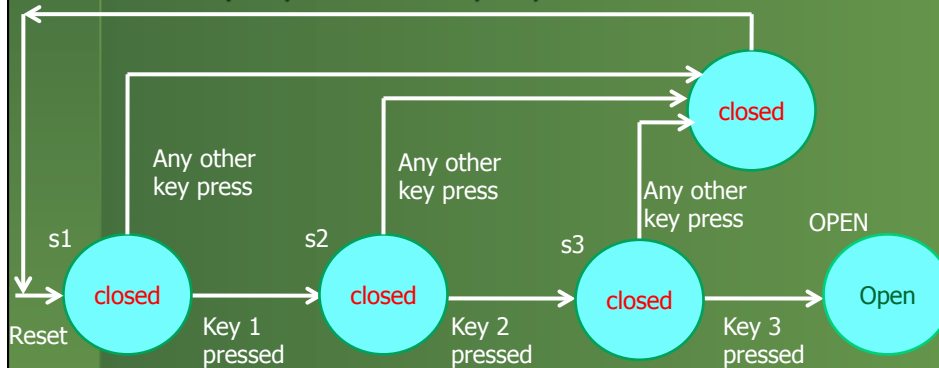 closed
Any other
key press
Any other
key press
Any other
key press
s1
s2
s3
OPEN
closed
closed
closed
Open
Reset
Key 1
pressed
Key 2
pressed
Key 3
pressed